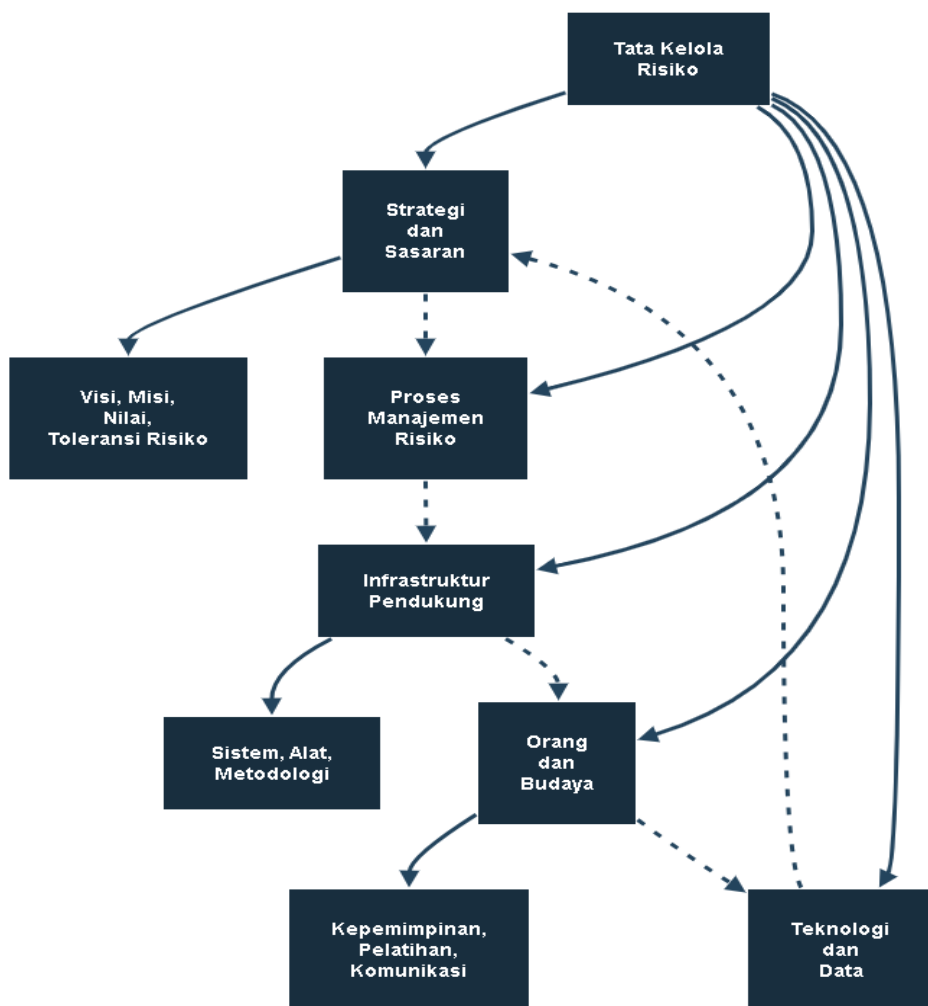 Tata Kelola
Risiko
Strategi
dan
Sasaran
Visi, Misi,
Nilai,
Toleransi Risiko
Proses
Manajemen
Risiko
Infrastruktur
Pendukung
Sistem, Alat,
Metodologi
Orang
dan
Budaya
Kepemimpinan,
Pelatihan,
Komunikasi
Teknologi
dan
Data